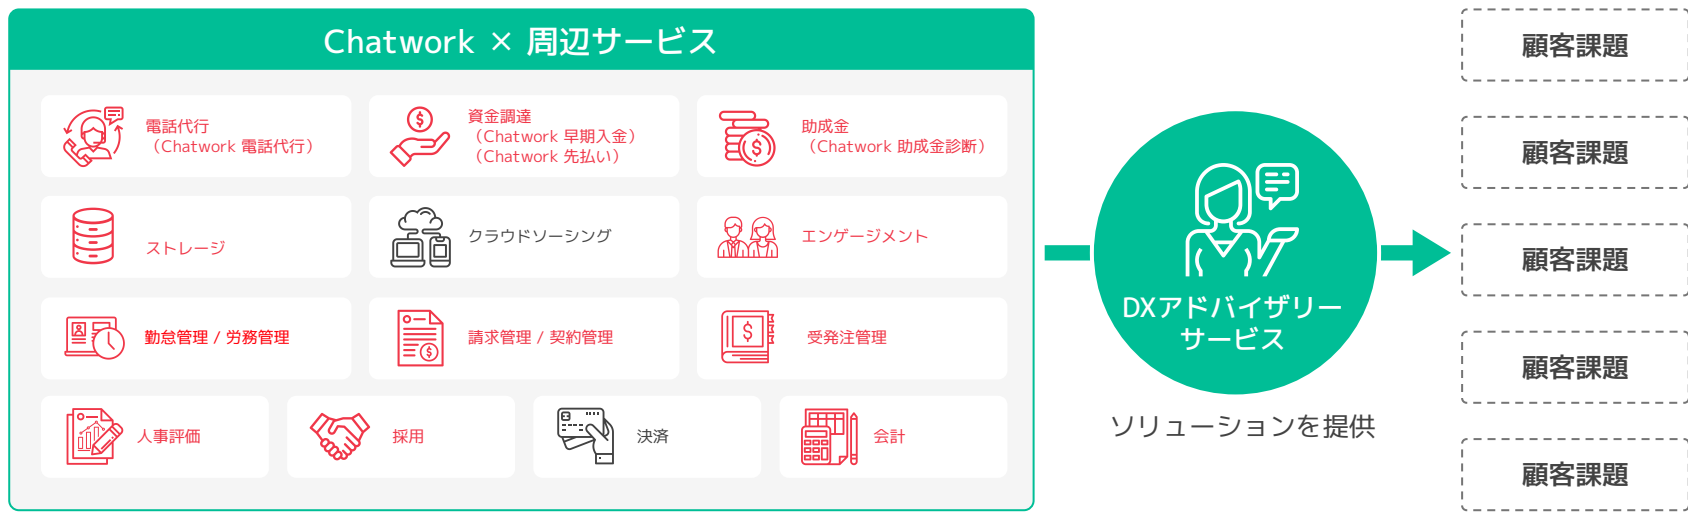 Chatwork × 周辺サービス
電話代行
（Chatwork 電話代行）
資金調達
（Chatwork 早期入金）
（Chatwork 先払い）
助成金
（Chatwork 助成金診断）
ストレージ
クラウドソーシング
エンゲージメント
勤怠管理 / 労務管理
請求管理 / 契約管理
受発注管理
人事評価
採用
決済
会計
DXアドバイザリー
サービス
ソリューションを提供
顧客課題
顧客課題
顧客課題
顧客課題
顧客課題